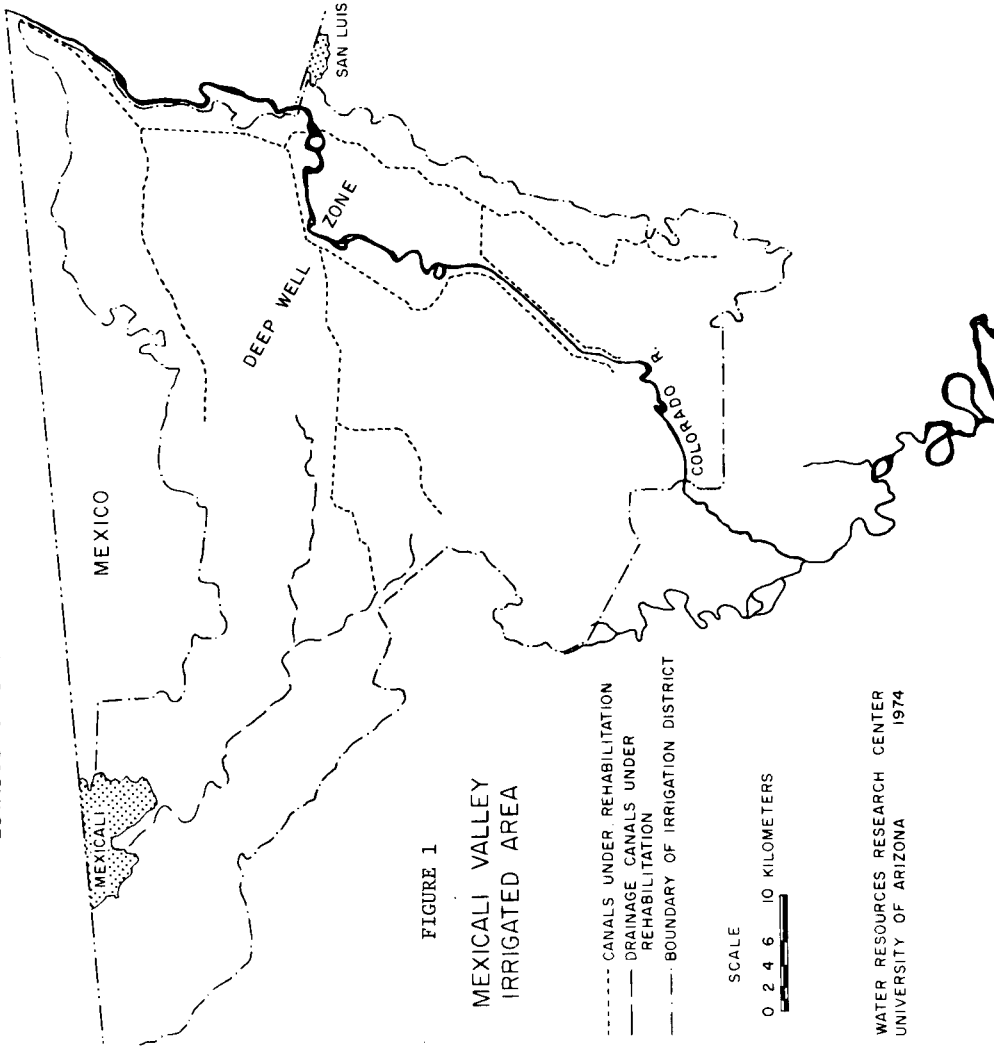 MEXICO
MEXICALI
SAN LUIS
DEEP WELL
ZONE
COLORADO R.
FIGURE 1
MEXICALI VALLEY
IRRIGATED AREA
CANALS UNDER REHABILITATION
DRAINAGE CANALS UNDER
REHABILITATION
BOUNDARY OF IRRIGATION DISTRICT
SCALE
0 2 4 6 10 KILOMETERS
WATER RESOURCES RESEARCH CENTER
UNIVERSITY OF ARIZONA 1974